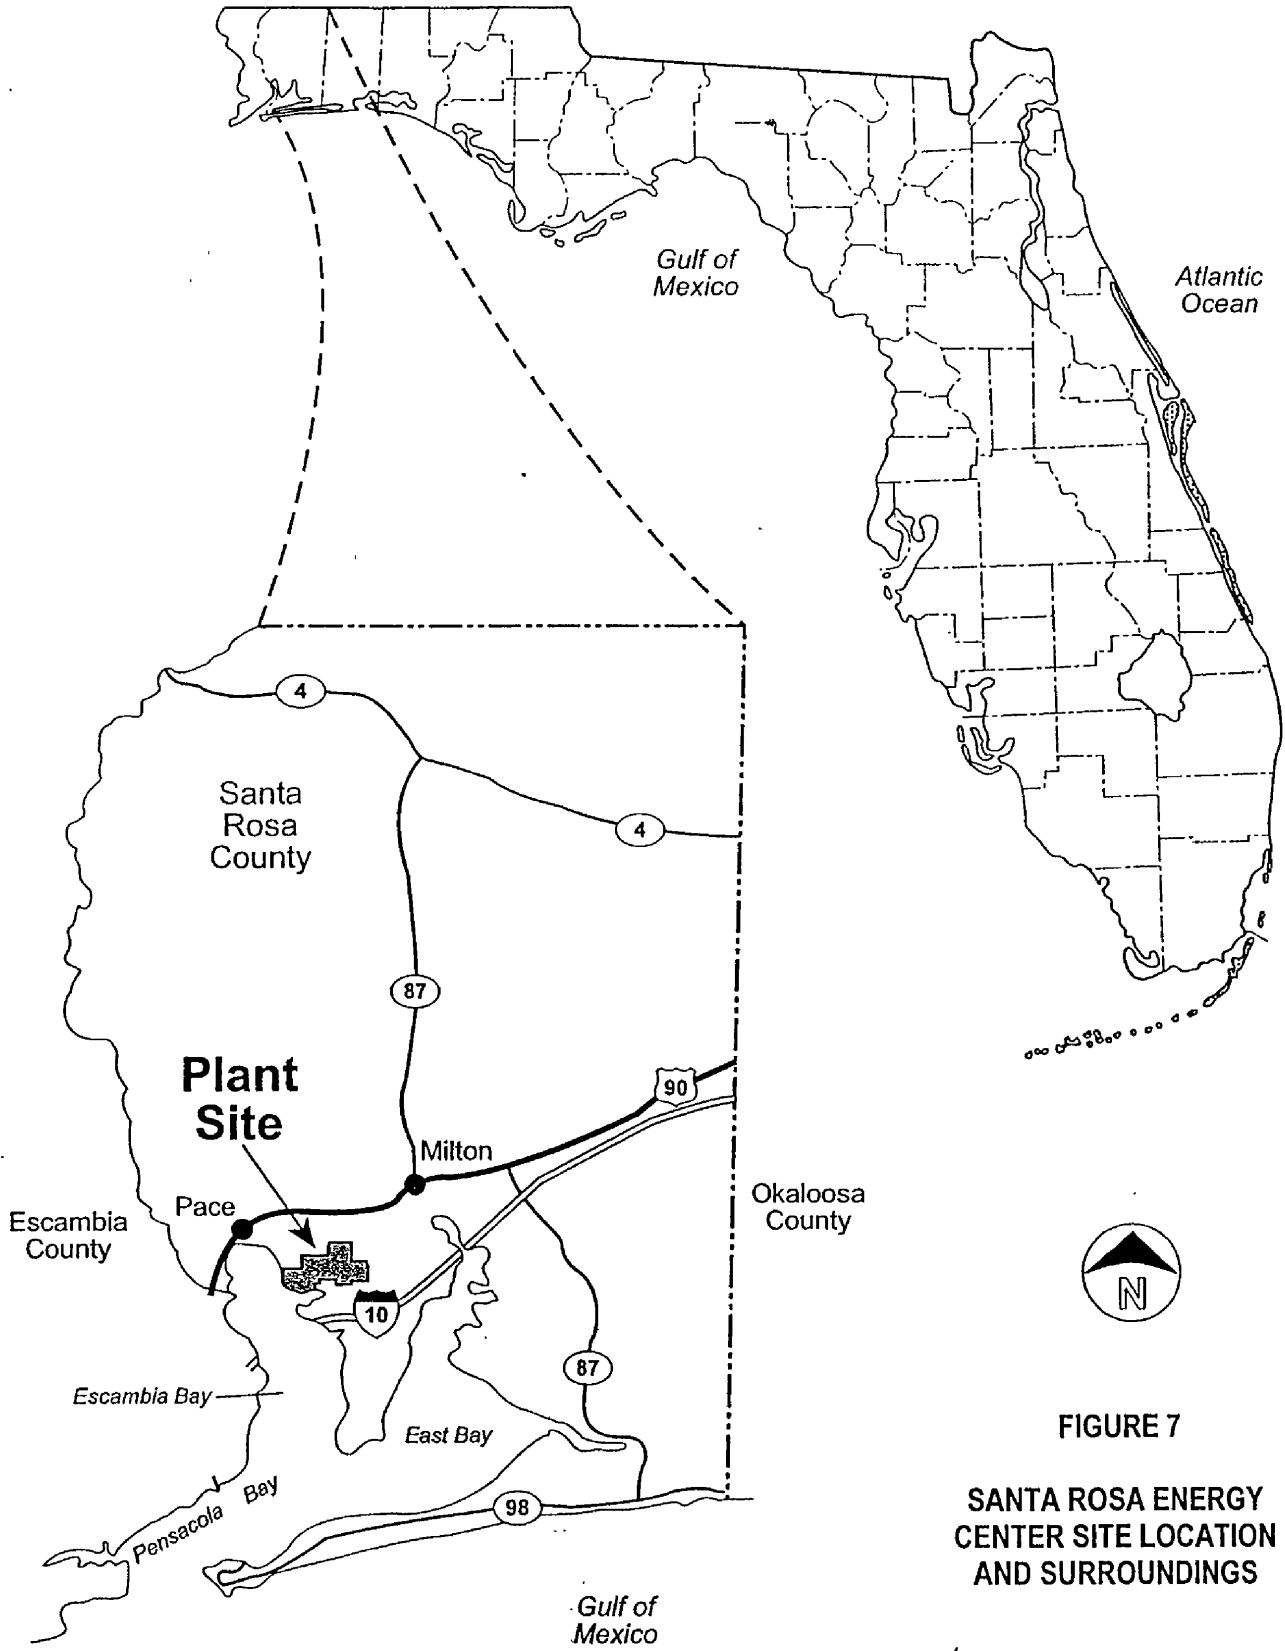 Gulf of
Mexico
Atlantic
Ocean
4
Santa
Rosa
County
4
87
Plant
Site
90
Milton
Pace
Okaloosa
County
Escambia
County
10
N
87
Escambia Bay
East Bay
Pensacola Bay
98
Gulf of
Mexico
FIGURE 7
SANTA ROSA ENERGY
CENTER SITE LOCATION
AND SURROUNDINGS